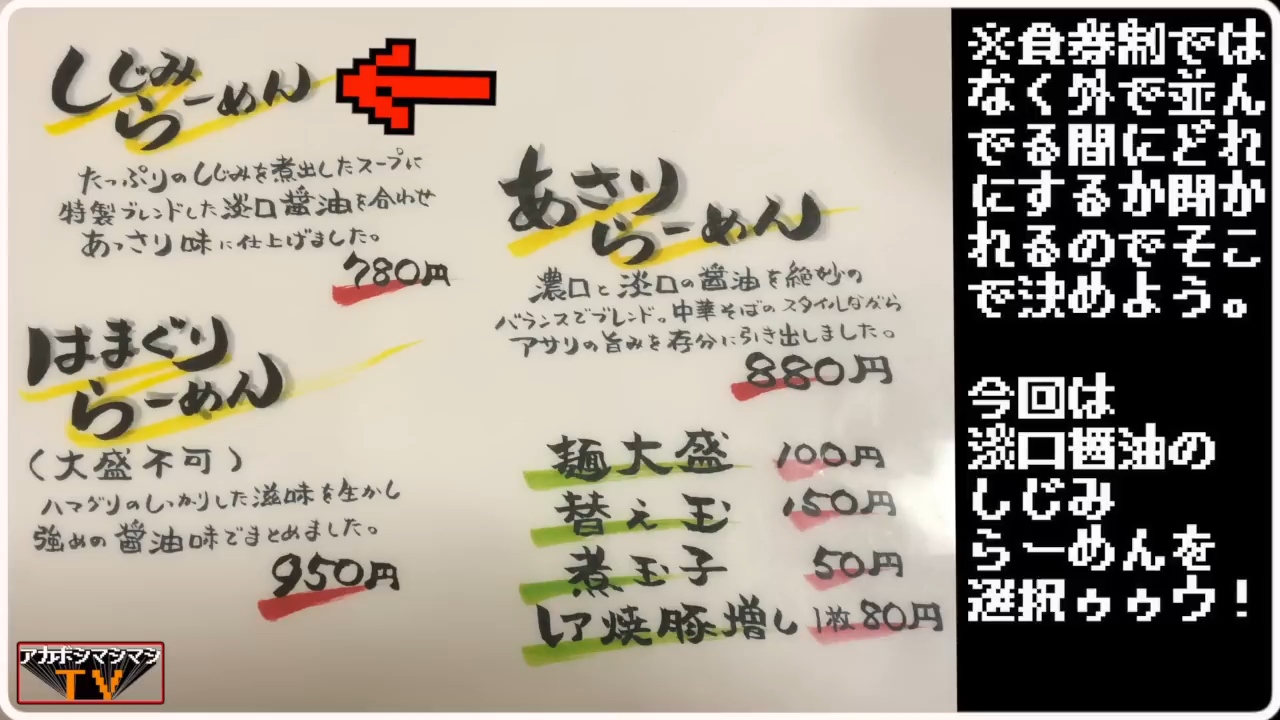 しじみ
らーめん
たっぷりのしじみを煮出したスープに
特製ブレンドした淡口醤油を合わせ
あっさり味に仕上げました。
780円
はまぐり
らーめん
(大盛不可)
ハマグリのしっかりした滋味を生かし
強めの醤油味でまとめました。
950円
あさり
らーめん
濃口と淡口の醤油を絶妙の
バランスでブレンド。中華そばのスタイルながら
アサリの旨みを存分に引き出しました。
880円
麺大盛 100円
替え玉 150円
煮玉子 50円
レア焼豚増し 1枚80円
※食券制では
なく外で並ん
でる間にどれ
にするか聞か
れるのでそこ
で決めよう。
今回は
淡口醤油の
しじみ
らーめんを
選択ゥゥウ!
アカボシマシマシ
TV